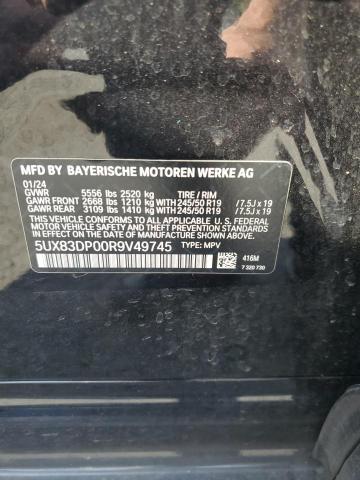 MFD BY BAYERISCHE MOTOREN WERKE AG
01/24
GVWR 5556 lbs 2520 kg TIRE / RIM
GAWR FRONT 2668 lbs 1210 kg WITH 245/50 R19 /7.5J x 19
GAWR REAR 3109 lbs 1410 kg WITH 245/50 R19 /7.5J x 19
THIS VEHICLE CONFORMS TO ALL APPLICABLE
U.S. FEDERAL MOTOR VEHICLE SAFETY, BUMPER, AND
THEFT PREVENTION STANDARDS IN EFFECT ON THE
DATE OF MANUFACTURE SHOWN ABOVE.
5UX83DP00R9V49745 TYPE: MPV
416M
7 320 730